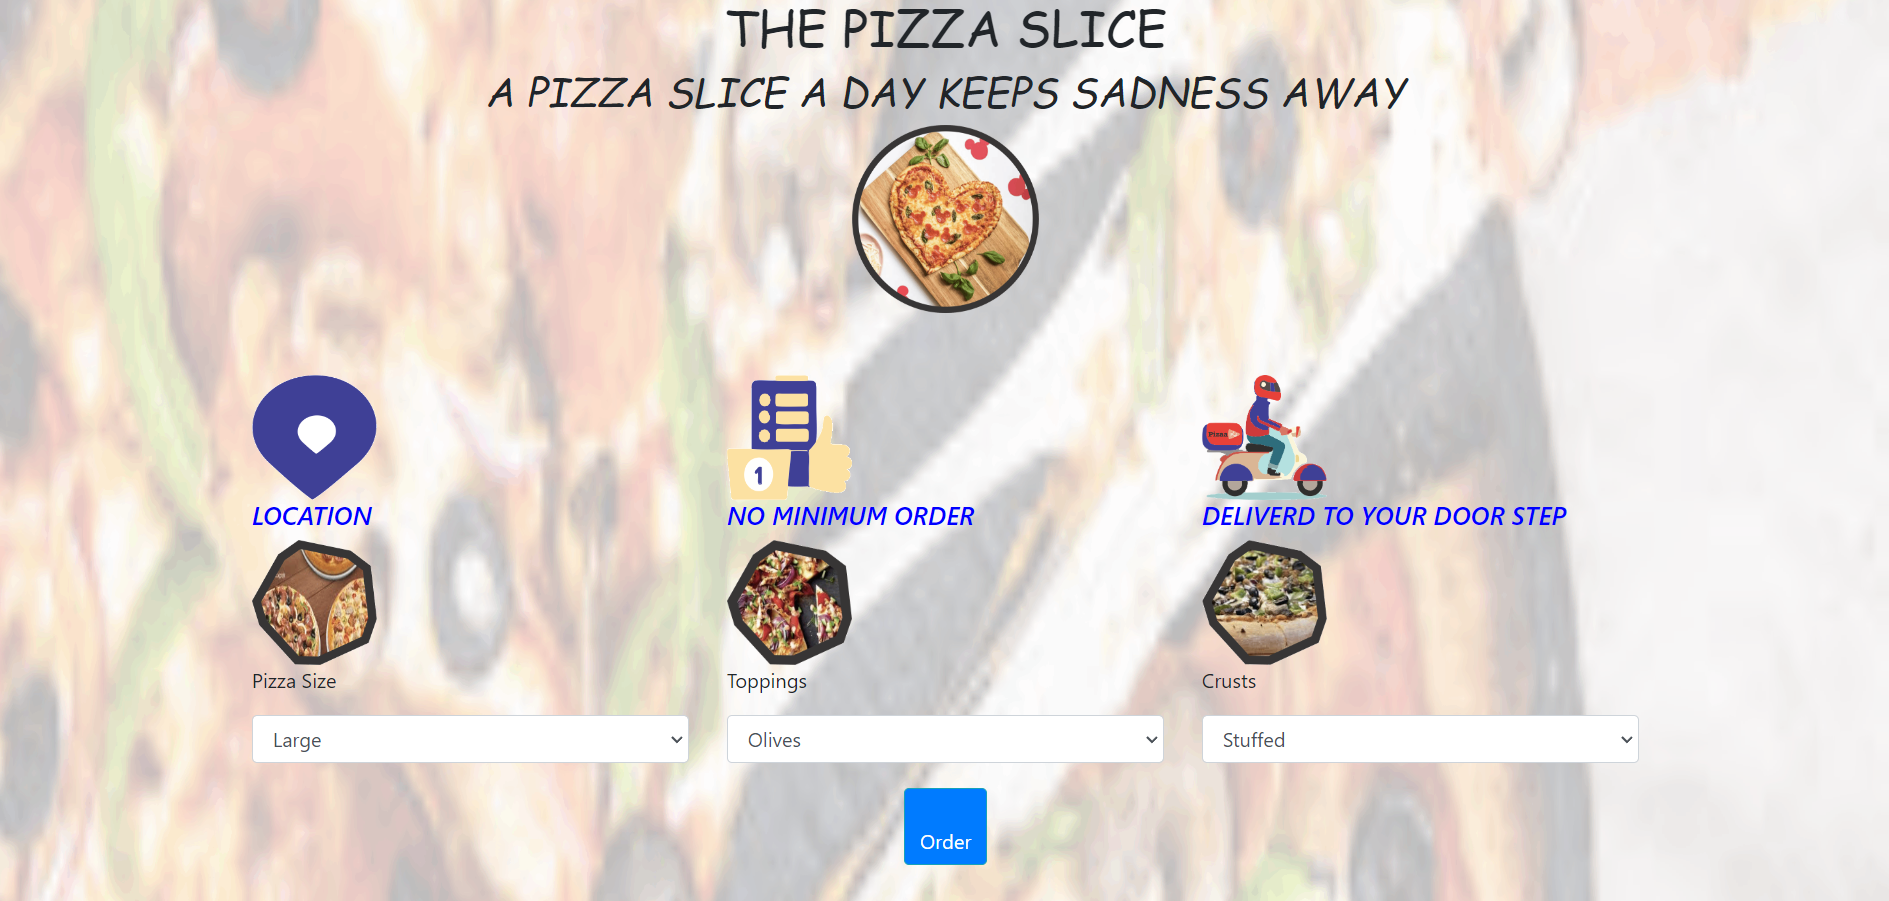 THE PIZZA SLICE
A PIZZA SLICE A DAY KEEPS SADNESS AWAY
1
Pizza
LOCATION
NO MINIMUM ORDER
DELIVERD TO YOUR DOOR STEP
Pizza Size
Toppings
Crusts
Large
Olives
Stuffed
Order